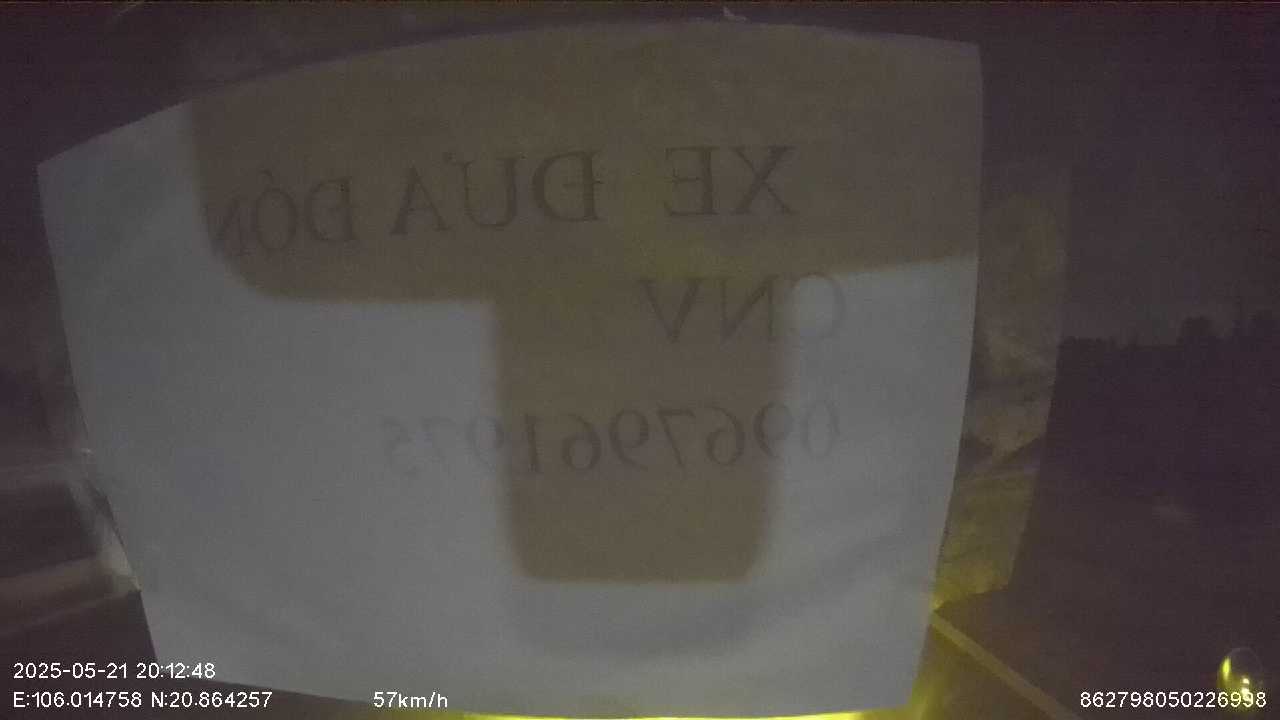 XE ĐƯA ĐÓN
CNV
0967961975
2025-05-21 20:12:48
E:106.014758 N:20.864257 57km/h 862798050226998